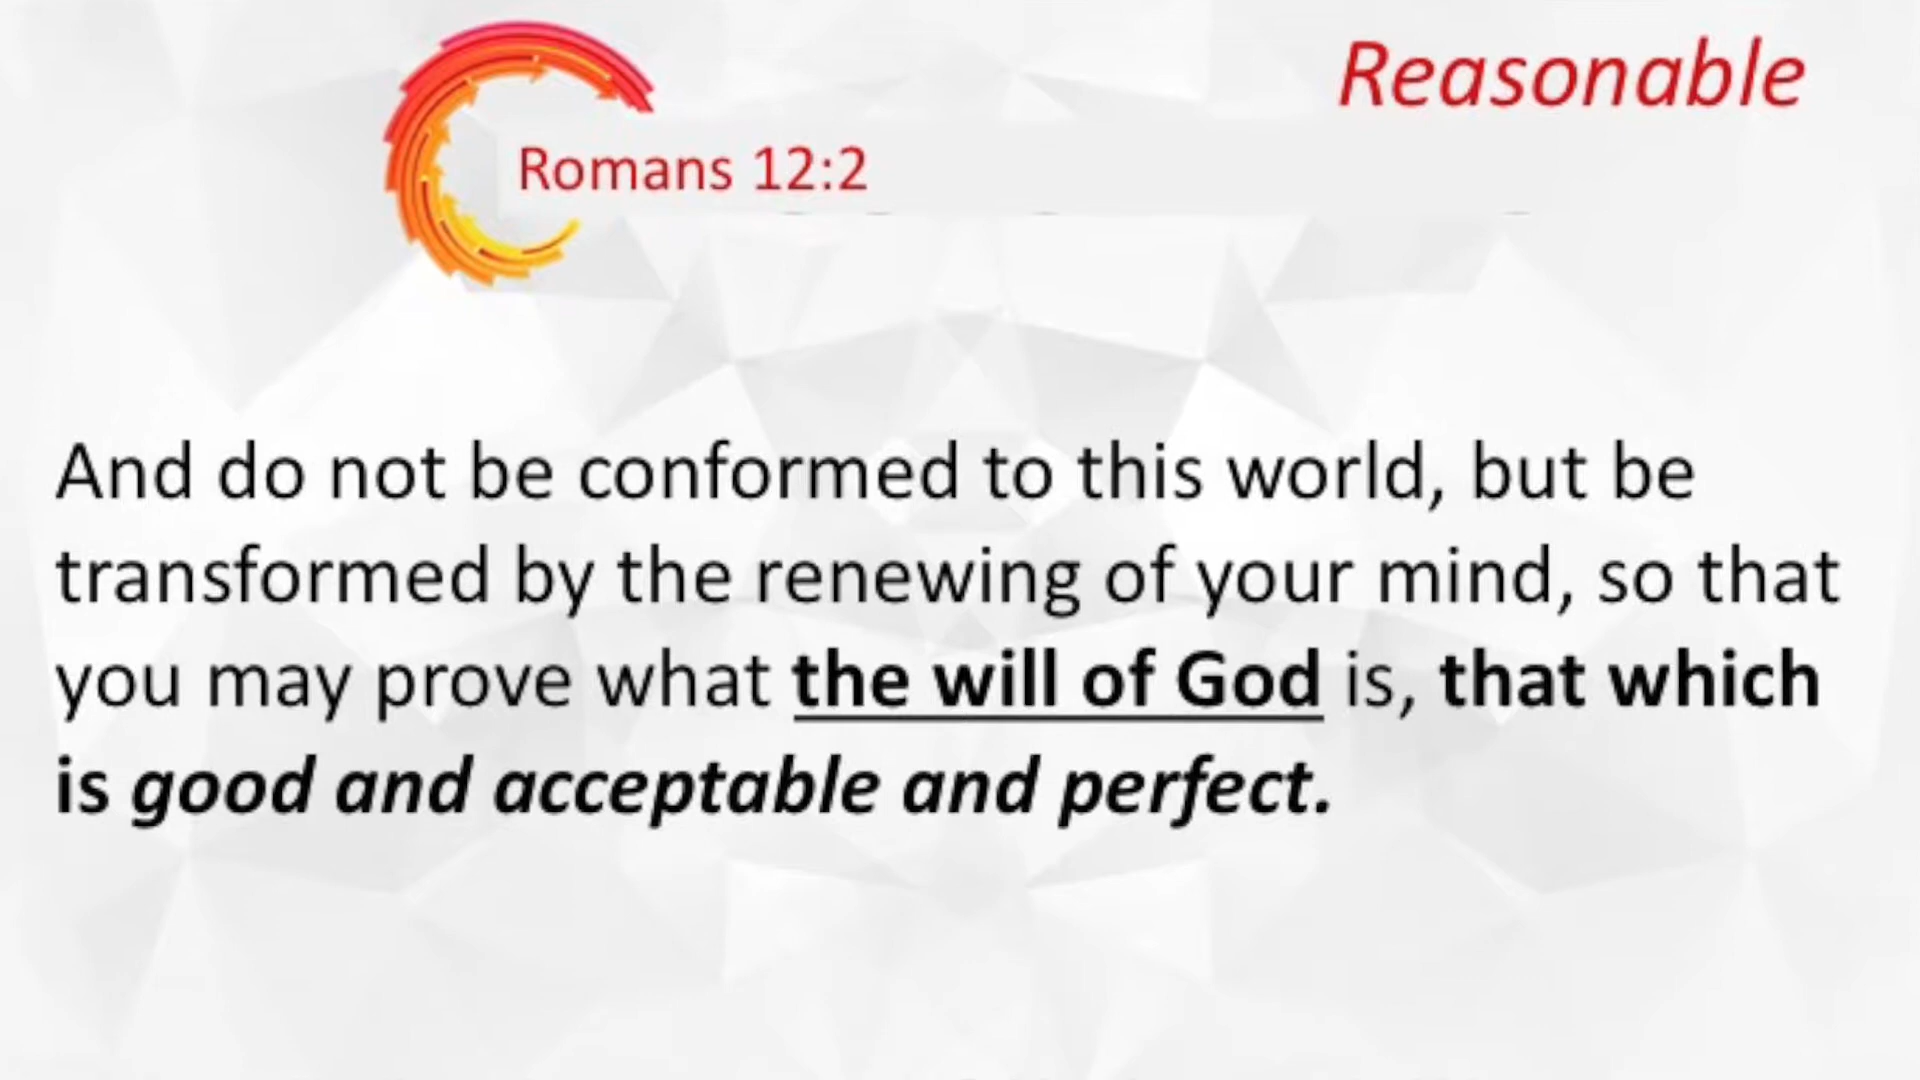 Reasonable
Romans 12:2
And do not be conformed to this world, but be
transformed by the renewing of your mind, so that
you may prove what the will of God is, that which
is good and acceptable and perfect.